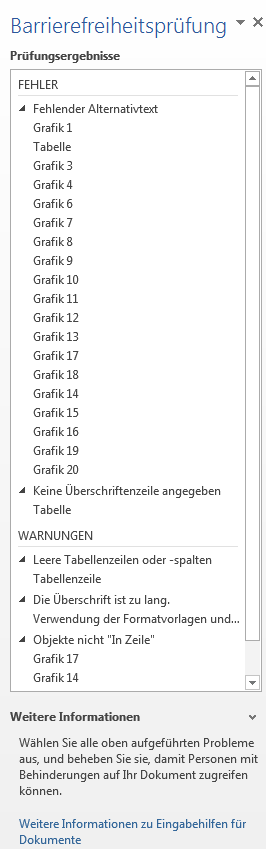 Barrierefreiheitsprüfung
Prüfungsergebnisse
FEHLER
Fehlender Alternativtext
Grafik 1
Tabelle
Grafik 3
Grafik 4
Grafik 6
Grafik 7
Grafik 8
Grafik 9
Grafik 10
Grafik 11
Grafik 12
Grafik 13
Grafik 17
Grafik 18
Grafik 14
Grafik 15
Grafik 16
Grafik 19
Grafik 20
Keine Überschriftenzeile angegeben
Tabelle
WARNUNGEN
Leere Tabellenzeilen oder -spalten
Tabellenzeile
Die Überschrift ist zu lang.
Verwendung der Formatvorlagen und...
Objekte nicht "In Zeile"
Grafik 17
Grafik 14
Weitere Informationen
Wählen Sie alle oben aufgeführten Probleme
aus, und beheben Sie sie, damit Personen mit
Behinderungen auf Ihr Dokument zugreifen
können.
Weitere Informationen zu Eingabehilfen für
Dokumente